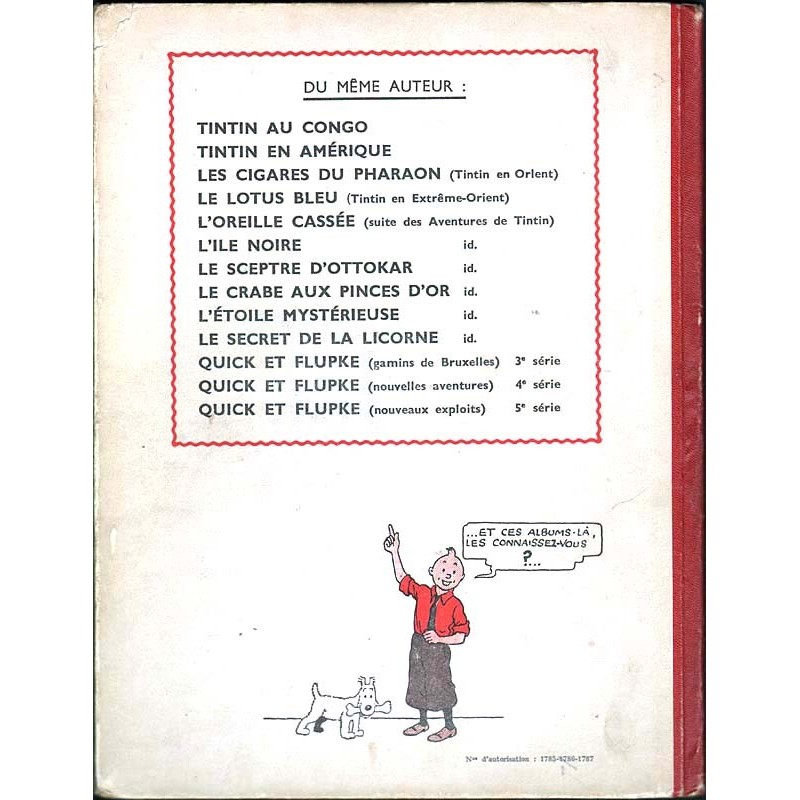 DU MÊME AUTEUR :
TINTIN AU CONGO
TINTIN EN AMÉRIQUE
LES CIGARES DU PHARAON (Tintin en Orient)
LE LOTUS BLEU (Tintin en Extrême-Orient)
L'OREILLE CASSÉE (suite des Aventures de Tintin)
L'ILE NOIRE id.
LE SCEPTRE D'OTTOKAR id.
LE CRABE AUX PINCES D'OR id.
L'ÉTOILE MYSTÉRIEUSE id.
LE SECRET DE LA LICORNE id.
QUICK ET FLUPKE (gamins de Bruxelles) 3e série
QUICK ET FLUPKE (nouvelles aventures) 4e série
QUICK ET FLUPKE (nouveaux exploits) 5e série
...ET CES ALBUMS-LÀ,
LES CONNAISSEZ-VOUS
?...
Nos d'autorisation : 1785-1786-1787